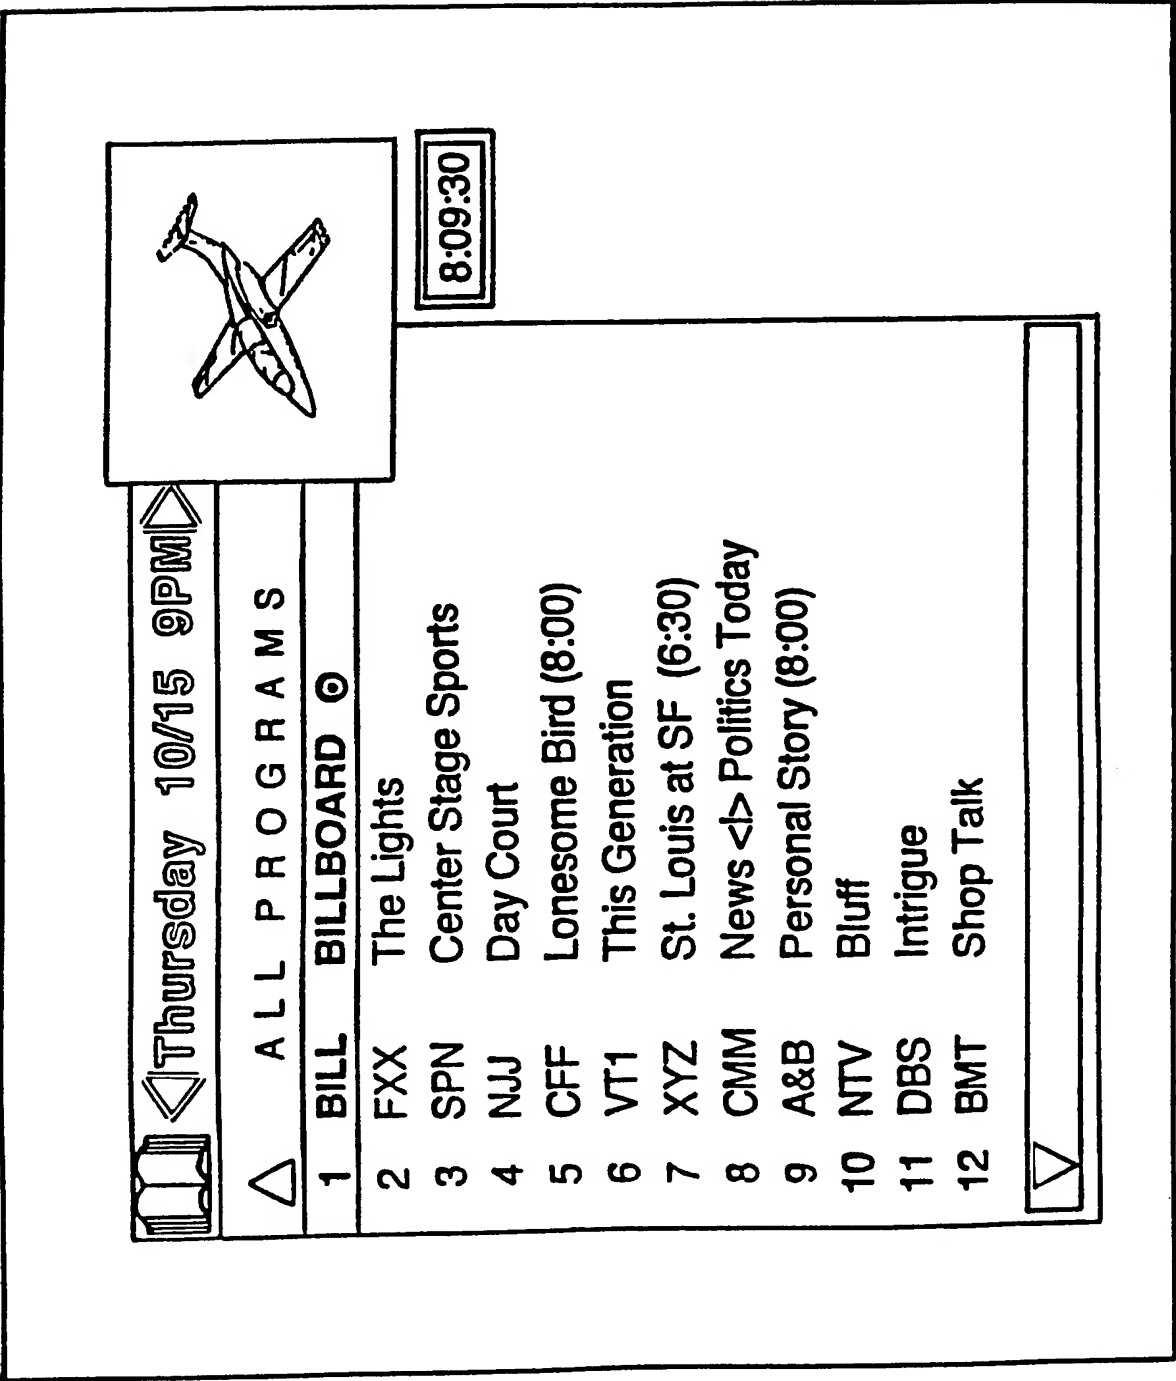 Thursday 10/15 9PM
8:09:30
ALL PROGRAMS
1 BILL BILLBOARD
2 FXX The Lights
3 SPN Center Stage Sports
4 NJJ Day Court
5 CFF Lonesome Bird (8:00)
6 VT1 This Generation
7 XYZ St. Louis at SF (6:30)
8 CMM News <I> Politics Today
9 A&B Personal Story (8:00)
10 NTV Bluff
11 DBS Intrigue
12 BMT Shop Talk